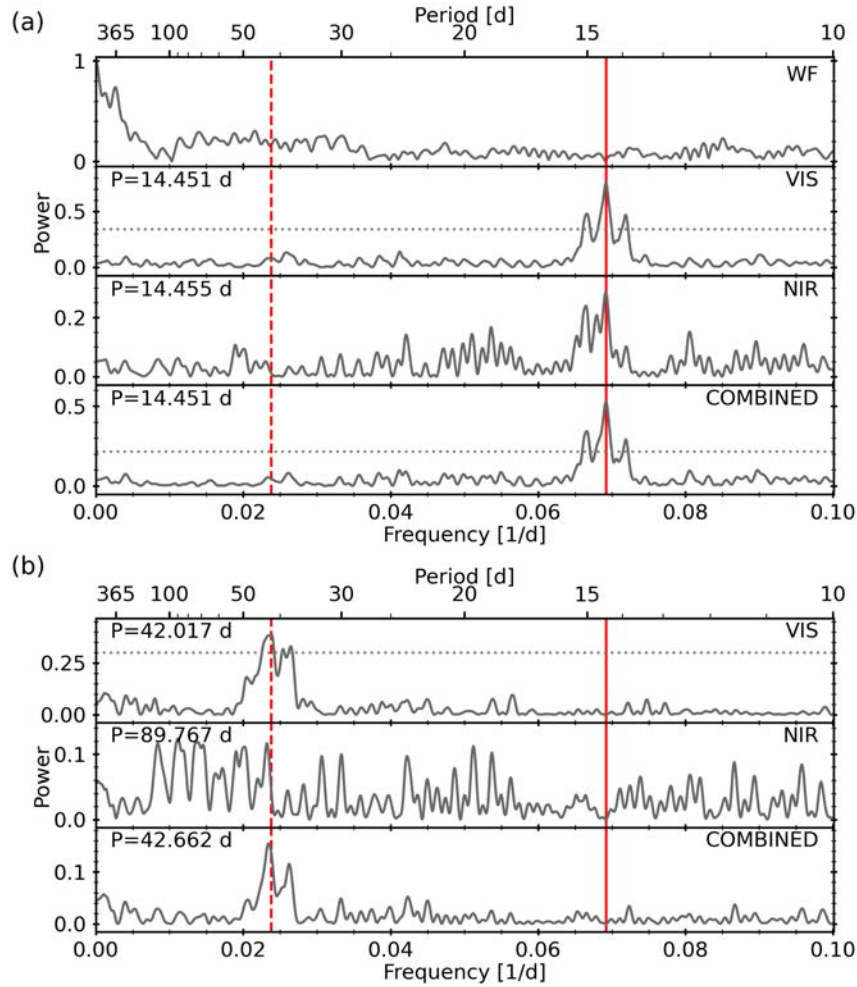 (a)
Period [d]
365 100 50 30 20 15 10
1
0
WF
Power
P=14.451 d
VIS
0.5
0.0
P=14.455 d
NIR
0.2
0.0
P=14.451 d
COMBINED
0.5
0.0
0.00 0.02 0.04 0.06 0.08 0.10
Frequency [1/d]
(b)
Period [d]
365 100 50 30 20 15 10
P=42.017 d
VIS
0.25
0.00
Power
P=89.767 d
NIR
0.1
0.0
P=42.662 d
COMBINED
0.1
0.0
0.00 0.02 0.04 0.06 0.08 0.10
Frequency [1/d]